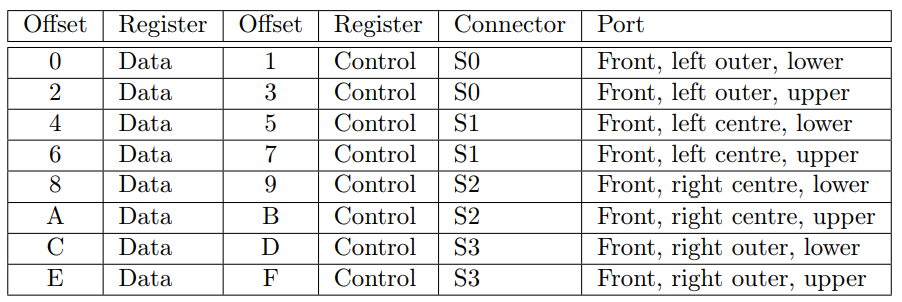 Offset Register Offset Register Connector Port
0 Data 1 Control S0 Front, left outer, lower
2 Data 3 Control S0 Front, left outer, upper
4 Data 5 Control S1 Front, left centre, lower
6 Data 7 Control S1 Front, left centre, upper
8 Data 9 Control S2 Front, right centre, lower
A Data B Control S2 Front, right centre, upper
C Data D Control S3 Front, right outer, lower
E Data F Control S3 Front, right outer, upper